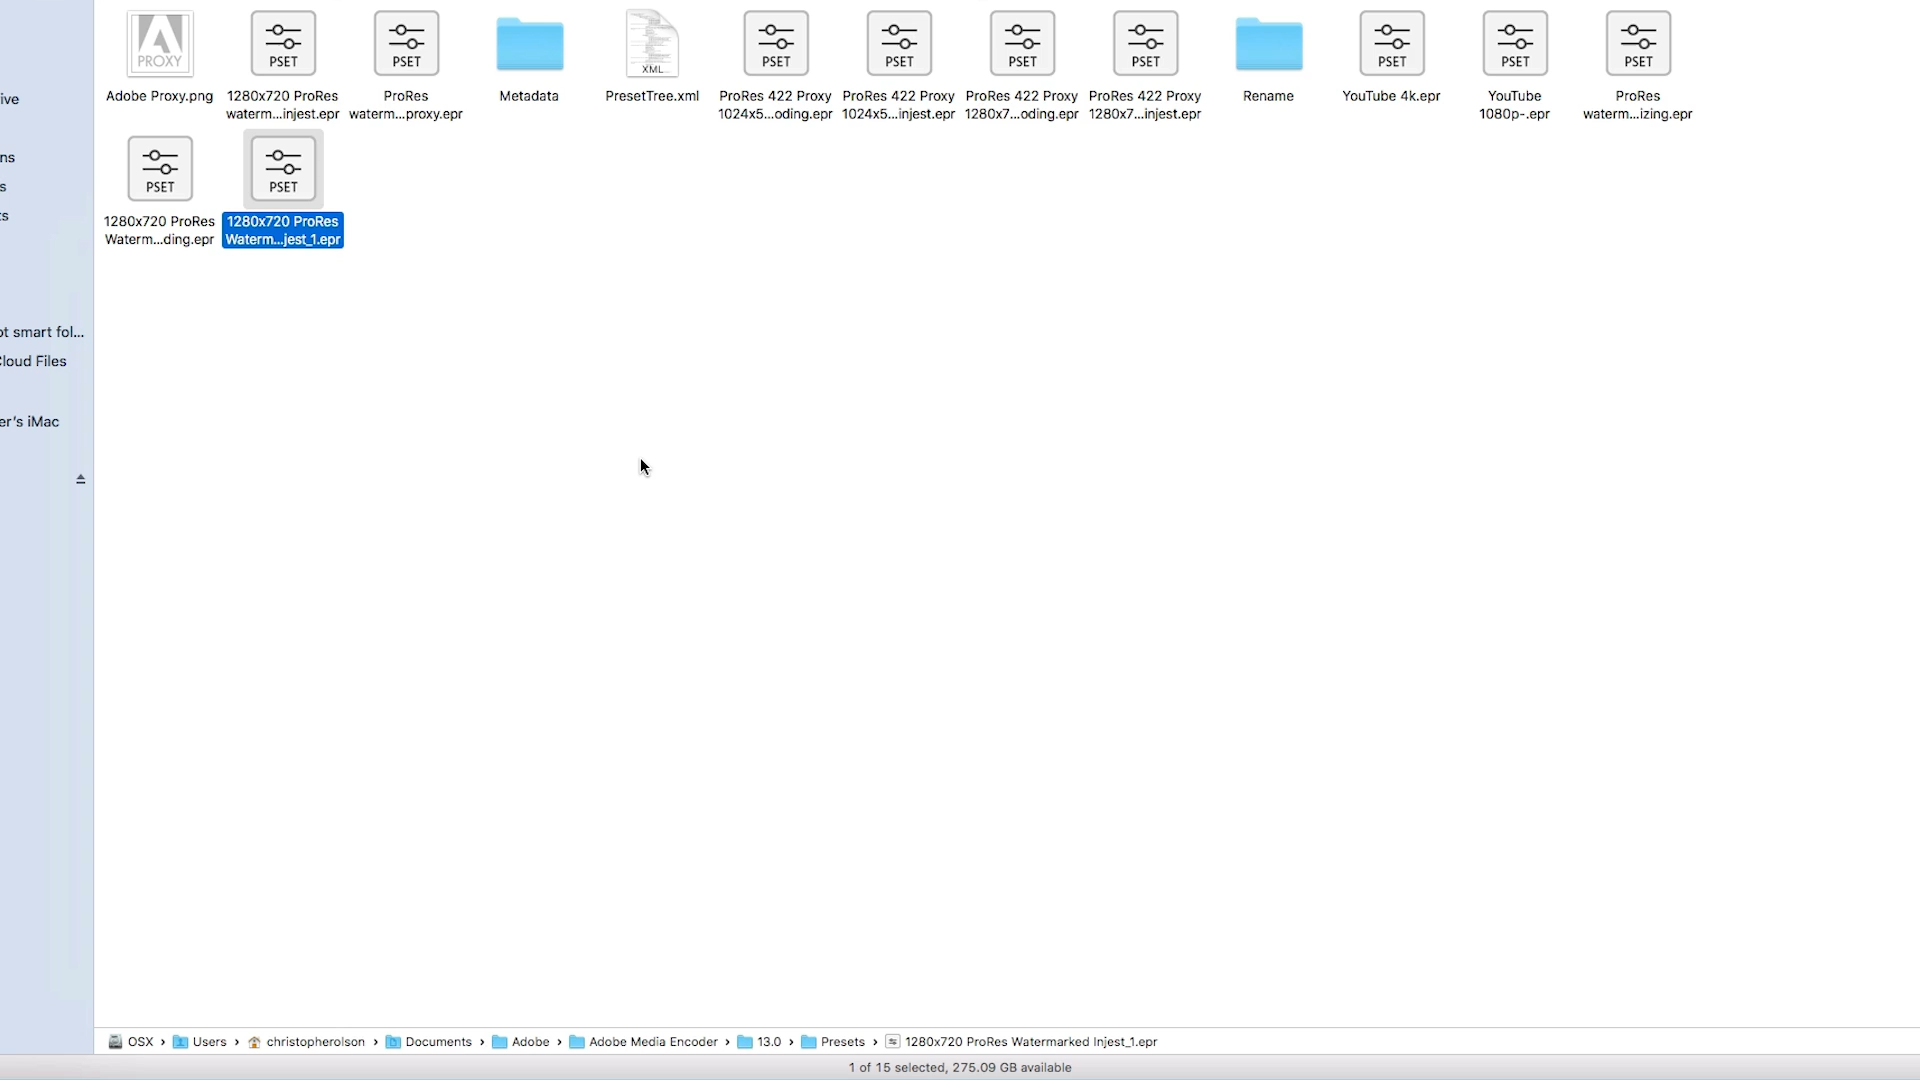 PROXY
PSET
PSET
XML
PSET
PSET
PSET
PSET
PSET
PSET
PSET
Adobe Proxy.png
1280x720 ProRes
waterm...injest.epr
ProRes
waterm...proxy.epr
Metadata
PresetTree.xml
ProRes 422 Proxy
1024x5...oding.epr
ProRes 422 Proxy
1024x5...injest.epr
ProRes 422 Proxy
1280x7...oding.epr
ProRes 422 Proxy
1280x7...injest.epr
Rename
YouTube 4k.epr
YouTube
1080p-.epr
ProRes
waterm...izing.epr
PSET
PSET
1280x720 ProRes
Waterm...ding.epr
1280x720 ProRes
Waterm...jest_1.epr
ive
ns
s
ts
ot smart fol...
Cloud Files
er's iMac
OSX › Users › christopherolson › Documents › Adobe › Adobe Media Encoder › 13.0 › Presets › 1280x720 ProRes Watermarked Injest_1.epr
1 of 15 selected, 275.09 GB available